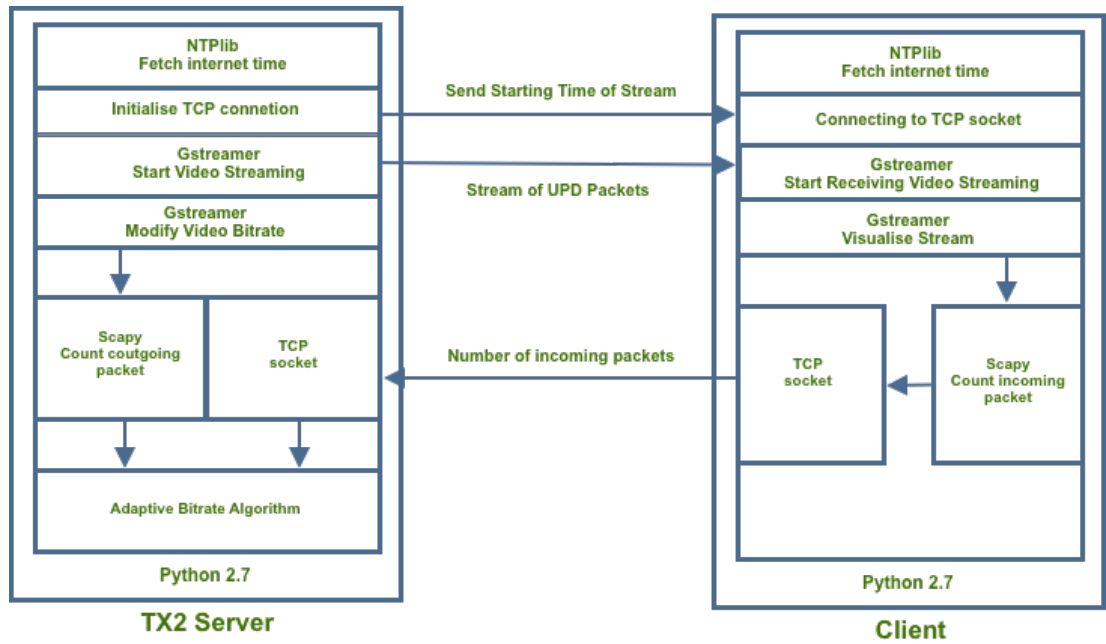 NTPlib
Fetch internet time
Initialise TCP connetion
Gstreamer
Start Video Streaming
Gstreamer
Modify Video Bitrate
Scapy
Count coutgoing
packet
TCP
socket
Adaptive Bitrate Algorithm
Python 2.7
TX2 Server
Send Starting Time of Stream
Stream of UPD Packets
Number of incoming packets
NTPlib
Fetch internet time
Connecting to TCP socket
Gstreamer
Start Receiving Video Streaming
Gstreamer
Visualise Stream
TCP
socket
Scapy
Count incoming
packet
Python 2.7
Client